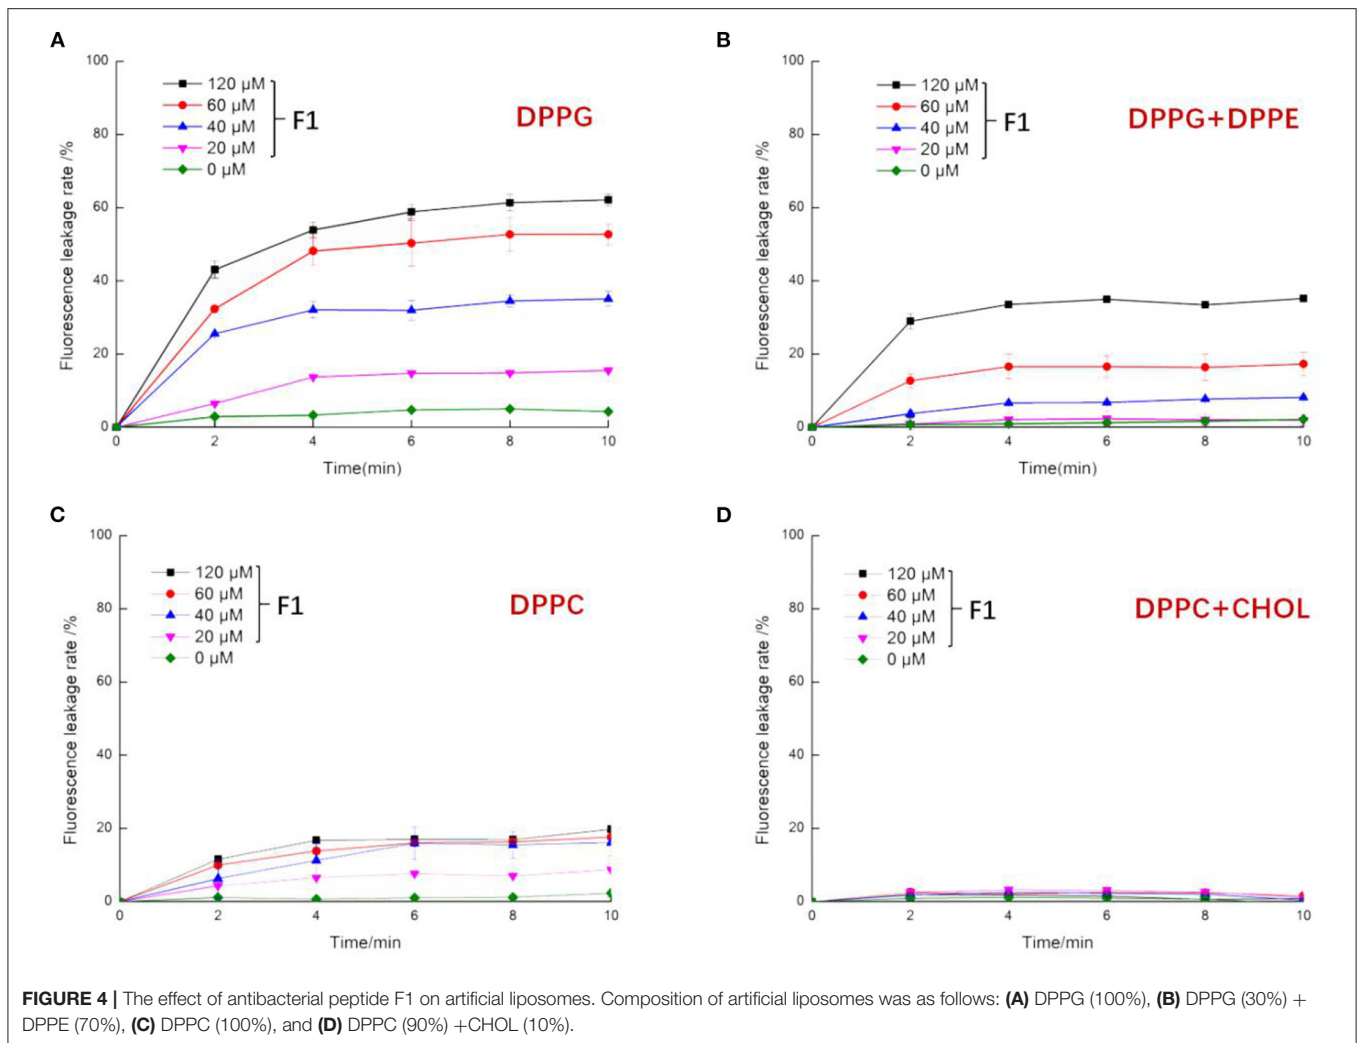 A
100
80
60
40
20
0
Fluorescence leakage rate /%
120 µM
60 µM
40 µM
20 µM
0 µM
F1
DPPG
0 2 4 6 8 10
Time(min)
B
100
80
60
40
20
0
Fluorescence leakage rate /%
120 µM
60 µM
40 µM
20 µM
0 µM
F1
DPPG+DPPE
0 2 4 6 8 10
Time(min)
C
100
80
60
40
20
0
Fluorescence leakage rate /%
120 µM
60 µM
40 µM
20 µM
0 µM
F1
DPPC
0 2 4 6 8 10
Time/min
D
100
80
60
40
20
0
Fluorescence leakage rate /%
120 µM
60 µM
40 µM
20 µM
0 µM
F1
DPPC+CHOL
0 2 4 6 8 10
Time/min
FIGURE 4 | The effect of antibacterial peptide F1 on artificial liposomes. Composition of artificial liposomes was as follows: (A) DPPG (100%), (B) DPPG (30%) +
DPPE (70%), (C) DPPC (100%), and (D) DPPC (90%) +CHOL (10%).